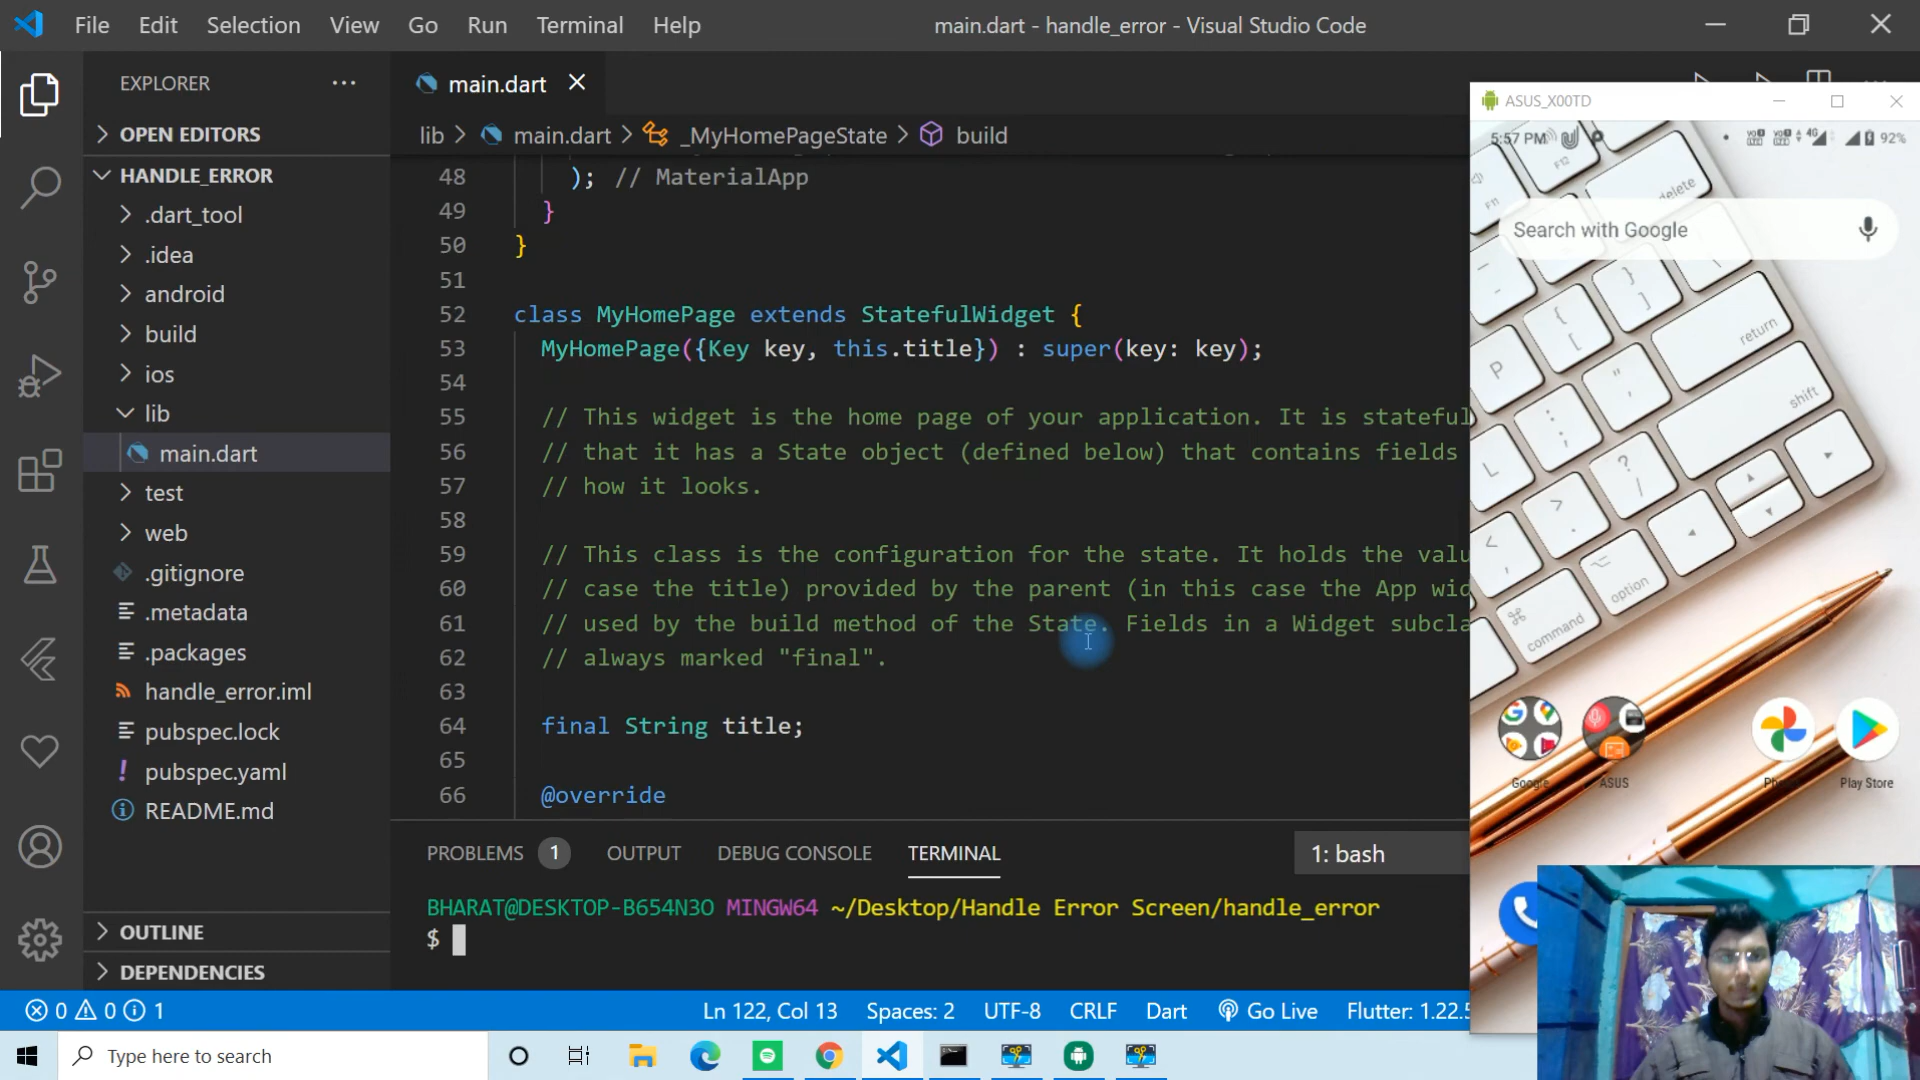 File Edit Selection View Go Run Terminal Help
main.dart - handle_error - Visual Studio Code
EXPLORER
OPEN EDITORS
HANDLE_ERROR
.dart_tool
.idea
android
build
ios
lib
main.dart
test
web
.gitignore
.metadata
.packages
handle_error.iml
pubspec.lock
pubspec.yaml
README.md
OUTLINE
DEPENDENCIES
main.dart
lib > main.dart > _MyHomePageState > build
48 ); // MaterialApp
49 }
50 }
51
52 class MyHomePage extends StatefulWidget {
53 MyHomePage({Key key, this.title}) : super(key: key);
54
55 // This widget is the home page of your application. It is stateful
56 // that it has a State object (defined below) that contains fields
57 // how it looks.
58
59 // This class is the configuration for the state. It holds the valu
60 // case the title) provided by the parent (in this case the App wid
61 // used by the build method of the State. Fields in a Widget subcla
62 // always marked "final".
63
64 final String title;
65
66 @override
PROBLEMS 1 OUTPUT DEBUG CONSOLE TERMINAL
1: bash
BHARAT@DESKTOP-B654N3O MINGW64 ~/Desktop/Handle Error Screen/handle_error
$
0 0 1
Ln 122, Col 13 Spaces: 2 UTF-8 CRLF Dart Go Live Flutter: 1.22.5
Type here to search
ASUS_X00TD
5:57 PM
4G 92%
Search with Google
F12
F11
delete
return
P
shift
L
option
command
Google
ASUS
Play Store